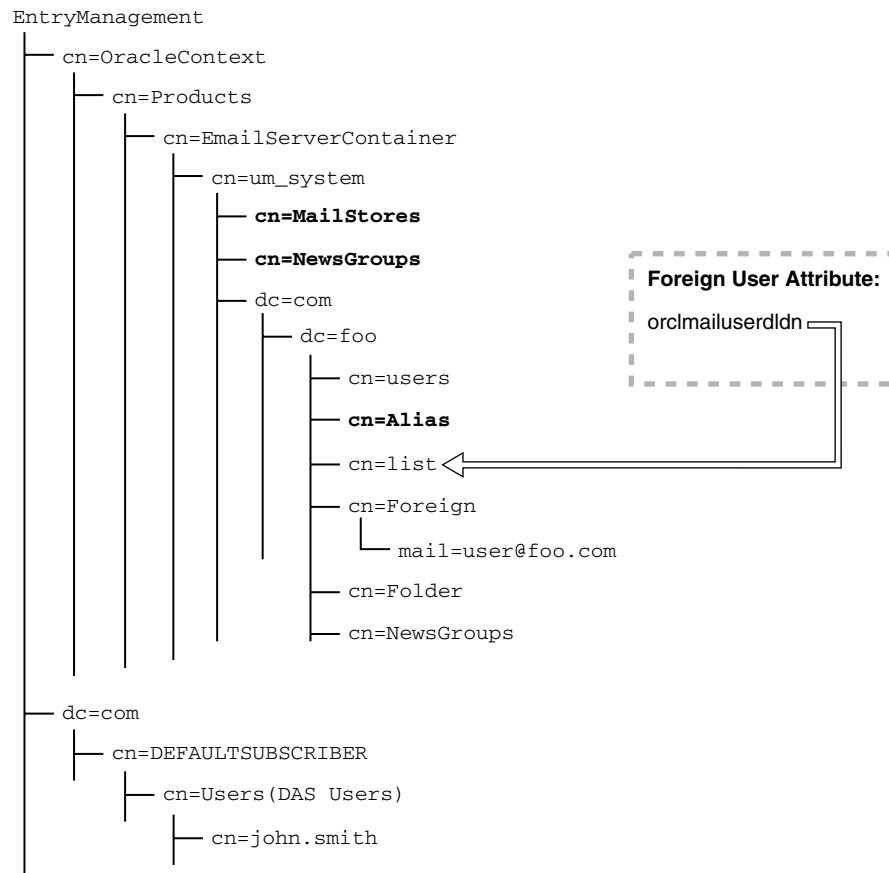 EntryManagement
cn=OracleContext
cn=Products
cn=EmailServerContainer
cn=um_system
cn=MailStores
cn=NewsGroups
dc=com
dc=foo
cn=users
cn=Alias
cn=list
cn=Foreign
mail=user@foo.com
cn=Folder
cn=NewsGroups
dc=com
cn=DEFAULTSUBSCRIBER
cn=Users(DAS Users)
cn=john.smith
Foreign User Attribute:
orclmailuserdldn